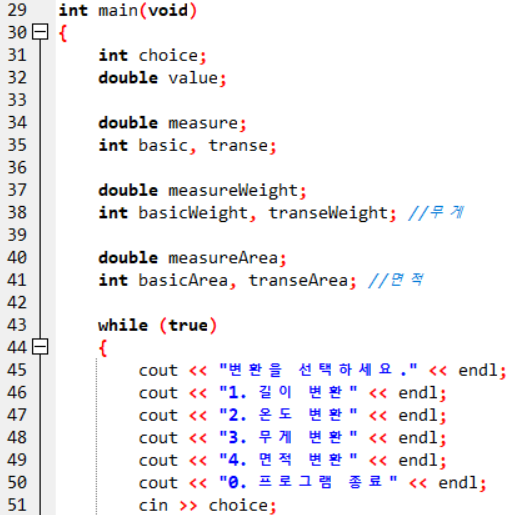 29 int main(void)
30 {
31 int choice;
32 double value;
33
34 double measure;
35 int basic, transe;
36
37 double measureWeight;
38 int basicWeight, transeWeight; //무게
39
40 double measureArea;
41 int basicArea, transeArea; //면적
42
43 while (true)
44 {
45 cout << "변환을 선택하세요." << endl;
46 cout << "1. 길이 변환" << endl;
47 cout << "2. 온도 변환" << endl;
48 cout << "3. 무게 변환" << endl;
49 cout << "4. 면적 변환" << endl;
50 cout << "0. 프로그램 종료" << endl;
51 cin >> choice;